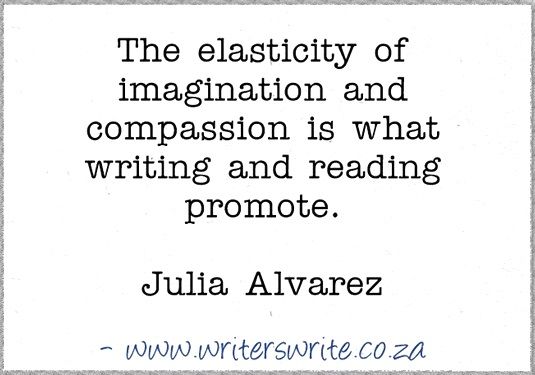 The elasticity of
imagination and
compassion is what
writing and reading
promote.
Julia Alvarez
- www.writerswrite.co.za